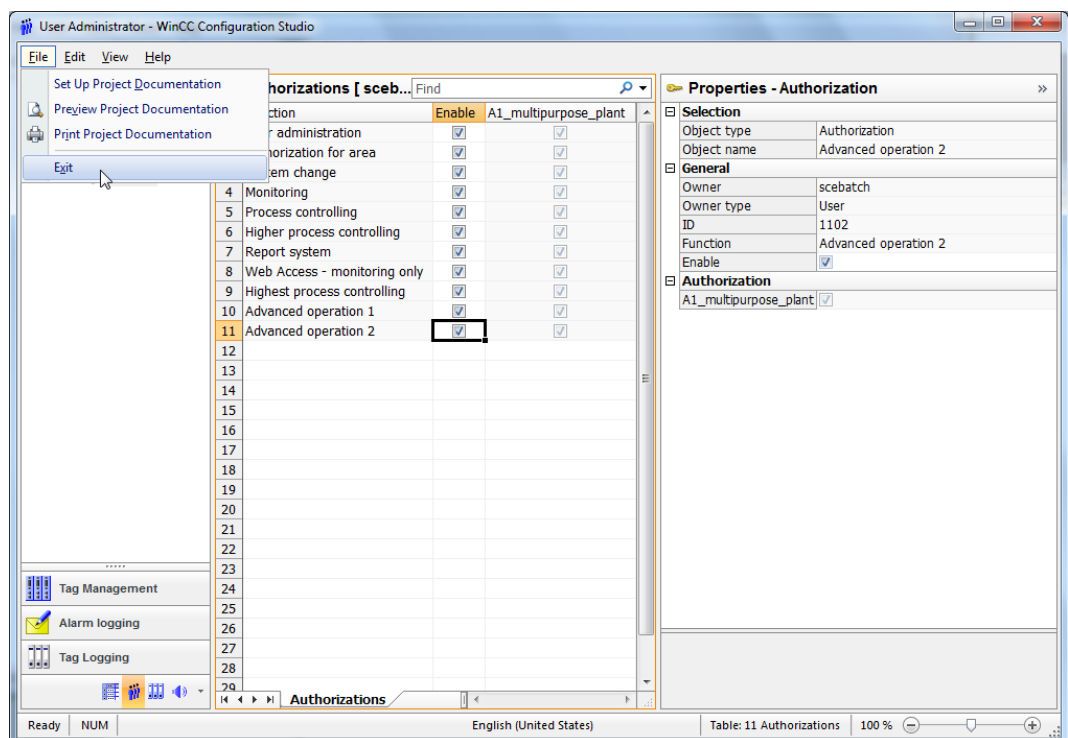 User Administrator - WinCC Configuration Studio
File Edit View Help
Set Up Project Documentation
Preview Project Documentation
Print Project Documentation
Exit
Tag Management
Alarm logging
Tag Logging
horizations [ sceb... Find
ction Enable A1_multipurpose_plant
r administration
horization for area
em change
4 Monitoring
5 Process controlling
6 Higher process controlling
7 Report system
8 Web Access - monitoring only
9 Highest process controlling
10 Advanced operation 1
11 Advanced operation 2
12
13
14
15
16
17
18
19
20
21
22
23
24
25
26
27
28
29
Authorizations
Properties - Authorization »
Selection
Object type Authorization
Object name Advanced operation 2
General
Owner scebatch
Owner type User
ID 1102
Function Advanced operation 2
Enable
Authorization
A1_multipurpose_plant
Ready NUM English (United States) Table: 11 Authorizations 100 %